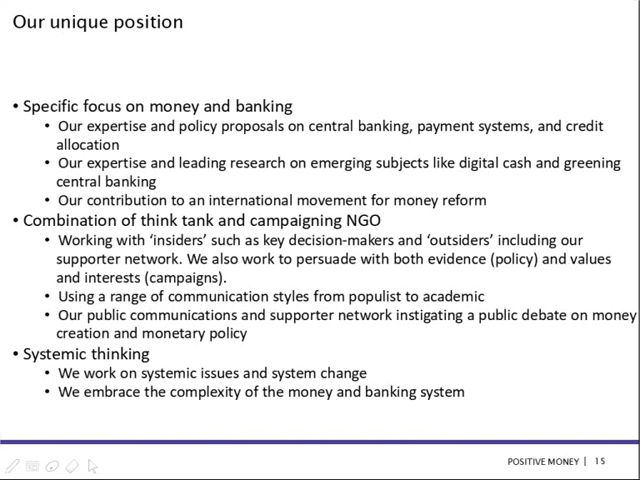 Our unique position
• Specific focus on money and banking
• Our expertise and policy proposals on central banking, payment systems, and credit
allocation
• Our expertise and leading research on emerging subjects like digital cash and greening
central banking
• Our contribution to an international movement for money reform
• Combination of think tank and campaigning NGO
• Working with ‘insiders’ such as key decision-makers and ‘outsiders’ including our
supporter network. We also work to persuade with both evidence (policy) and values
and interests (campaigns).
• Using a range of communication styles from populist to academic
• Our public communications and supporter network instigating a public debate on money
creation and monetary policy
• Systemic thinking
• We work on systemic issues and system change
• We embrace the complexity of the money and banking system
POSITIVE MONEY | 15